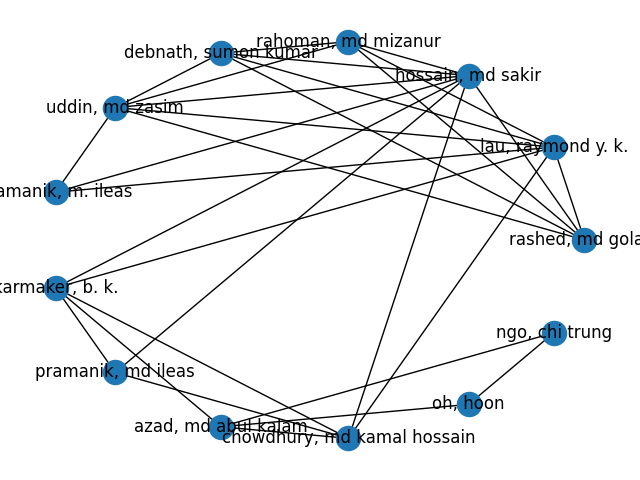 rahoman, md mizanur
debnath, sumon kumar
hossain, md sakir
uddin, md zasim
lau, raymond y. k.
amanik, m. ileas
rashed, md gola
karmaker, b. k.
ngo, chi trung
pramanik, md ileas
oh, hoon
azad, md abul kalam
chowdhury, md kamal hossain